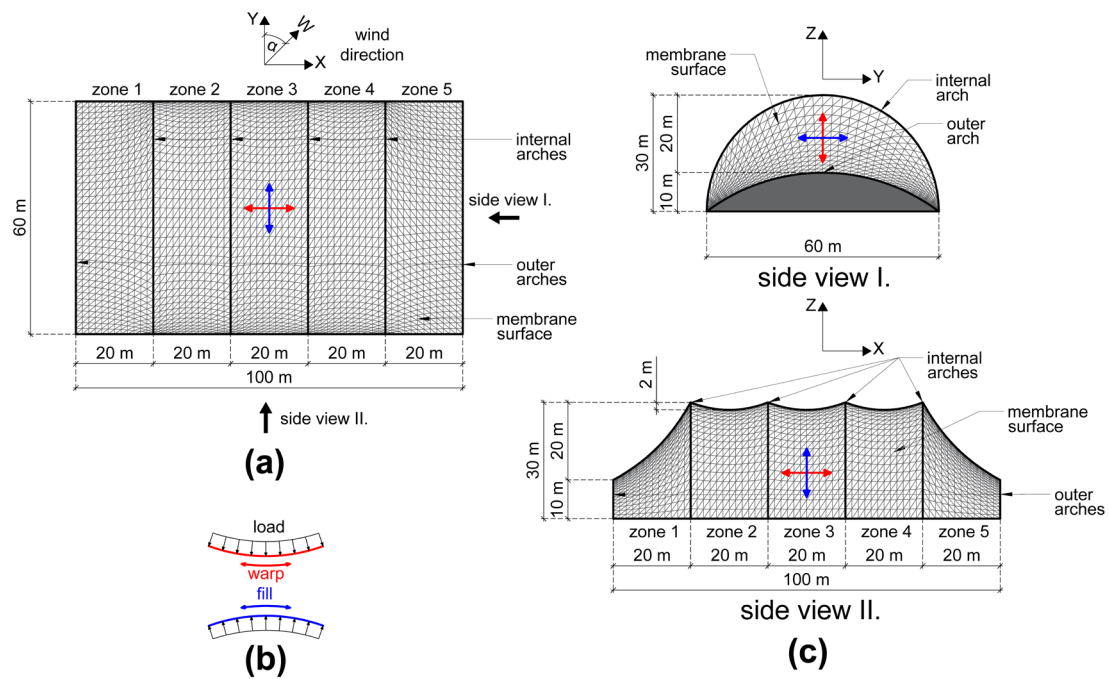 Y
W
α
X
wind
direction
zone 1
zone 2
zone 3
zone 4
zone 5
internal
arches
side view I.
outer
arches
membrane
surface
60 m
20 m
20 m
20 m
20 m
20 m
100 m
side view II.
(a)
load
warp
fill
(b)
Z
Y
membrane
surface
internal
arch
outer
arch
30 m
20 m
10 m
60 m
side view I.
Z
X
internal
arches
2 m
membrane
surface
30 m
20 m
10 m
outer
arches
zone 1
zone 2
zone 3
zone 4
zone 5
20 m
20 m
20 m
20 m
20 m
100 m
side view II.
(c)